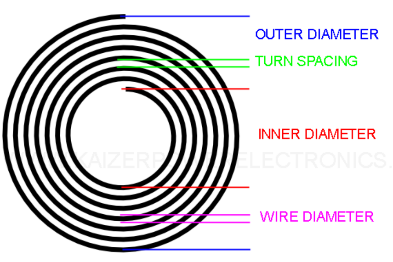 OUTER DIAMETER
TURN SPACING
INNER DIAMETER
WIRE DIAMETER